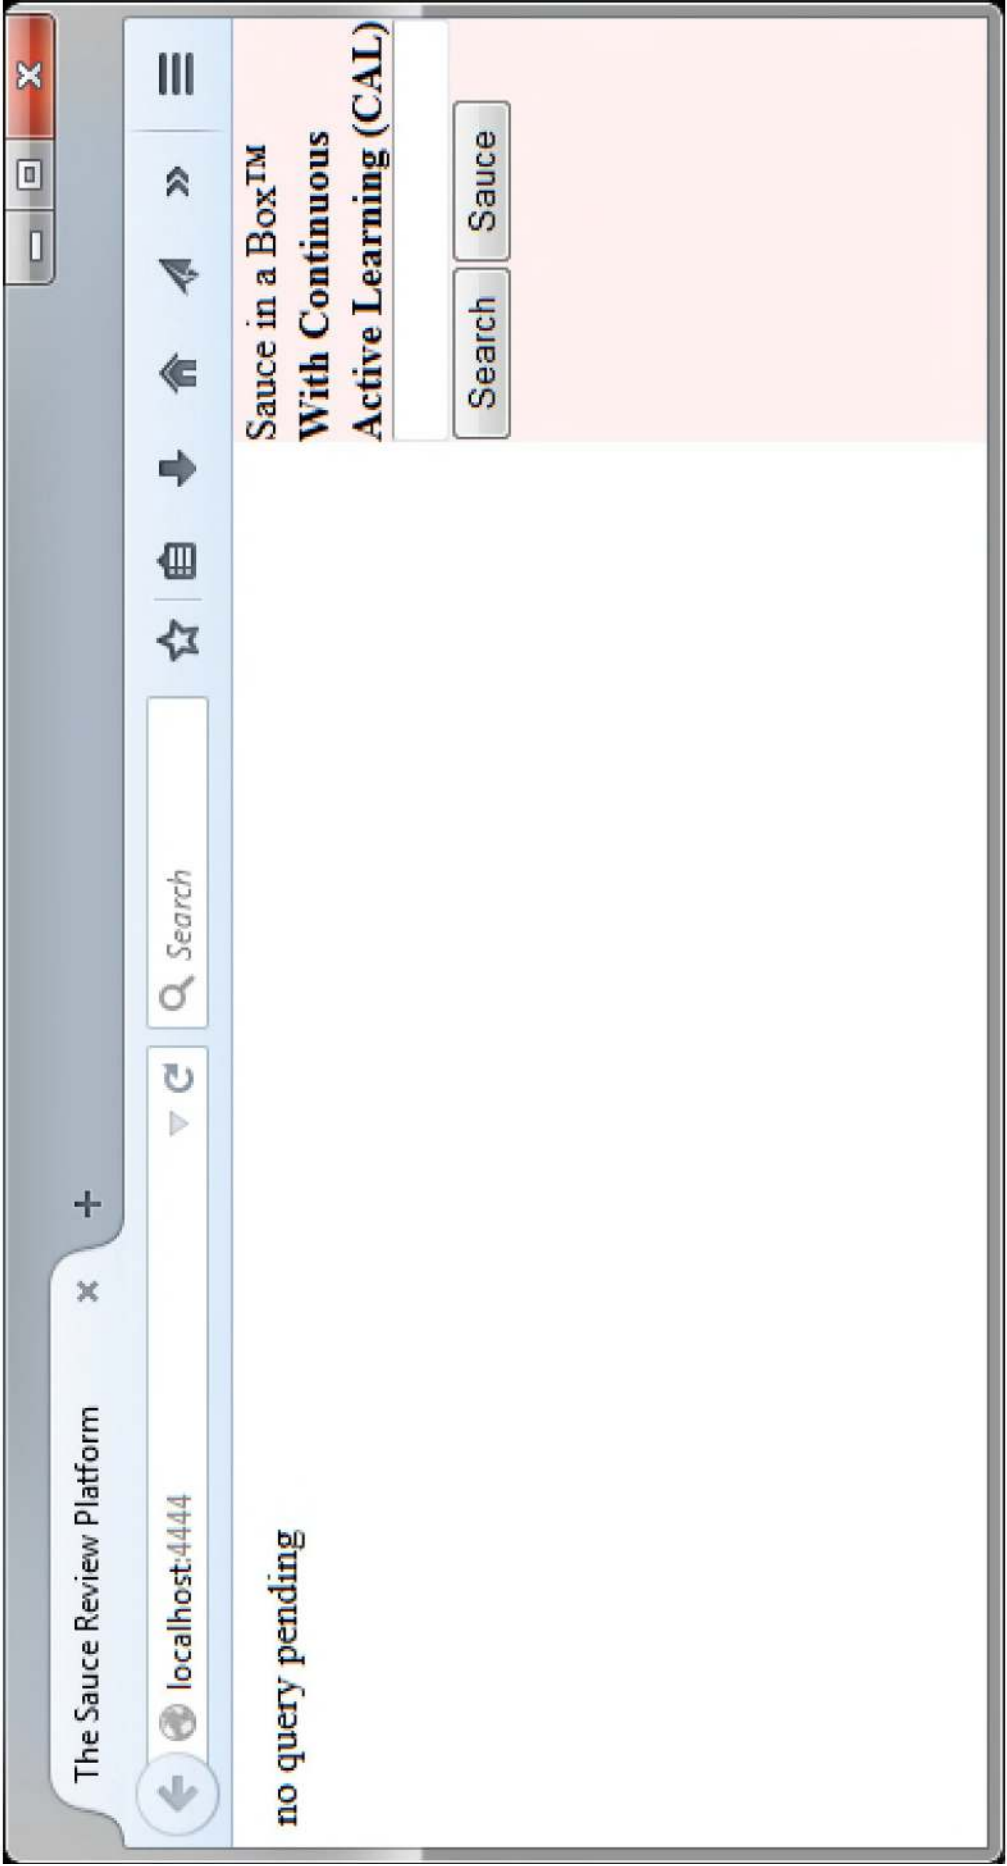 The Sauce Review Platform
localhost:4444
Search
no query pending
Sauce in a Box™
With Continuous
Active Learning (CAL)
Search Sauce